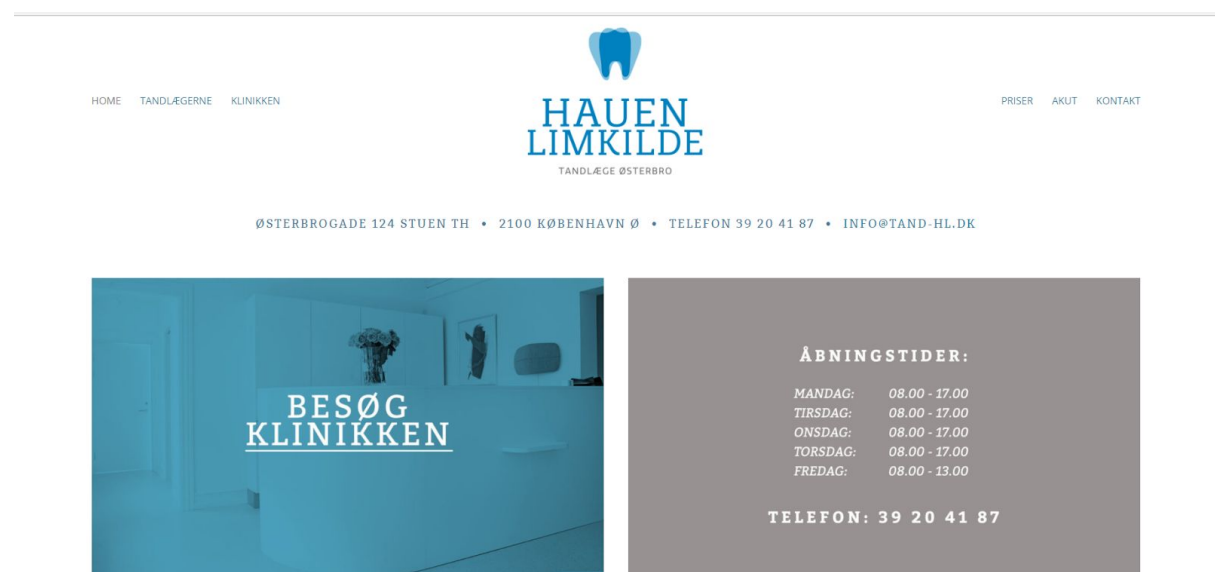 HOME TANDLÆGERNE KLINIKKEN
HAUEN
LIMKILDE
TANDLÆGE ØSTERBRO
PRISER AKUT KONTAKT
ØSTERBROGADE 124 STUEN TH • 2100 KØBENHAVN Ø • TELEFON 39 20 41 87 • INFO@TAND-HL.DK
BESØG
KLINIKKEN
ÅBNINGSTIDER:
MANDAG: 08.00 - 17.00
TIRSDAG: 08.00 - 17.00
ONSDAG: 08.00 - 17.00
TORSDAG: 08.00 - 17.00
FREDAG: 08.00 - 13.00
TELEFON: 39 20 41 87